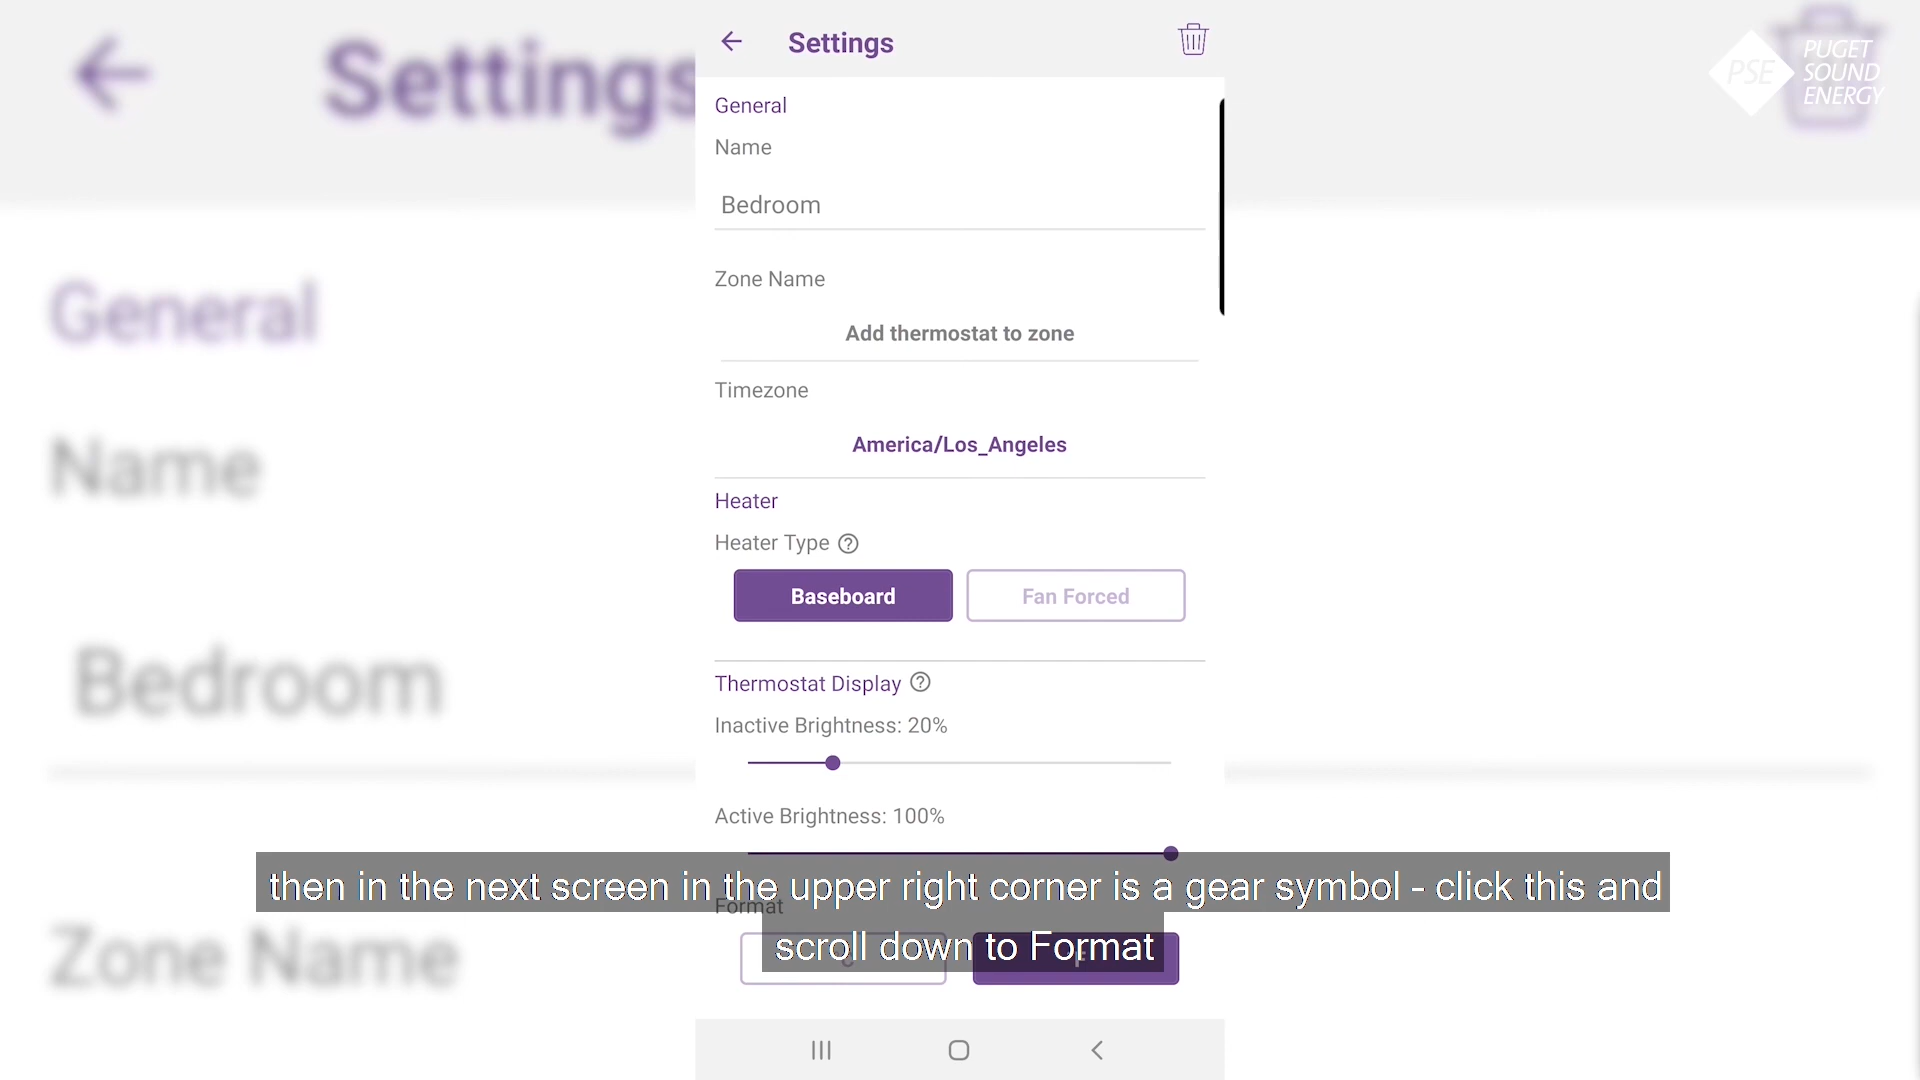 Settings
PSE PUGET
SOUND
ENERGY
Settings
General
Name
Bedroom
Zone Name
General
Name
Bedroom
Zone Name
Add thermostat to zone
Timezone
America/Los_Angeles
Heater
Heater Type ?
Baseboard
Fan Forced
Thermostat Display ?
Inactive Brightness: 20%
Active Brightness: 100%
Format
C
F
then in the next screen in the upper right corner is a gear symbol - click this and
scroll down to Format